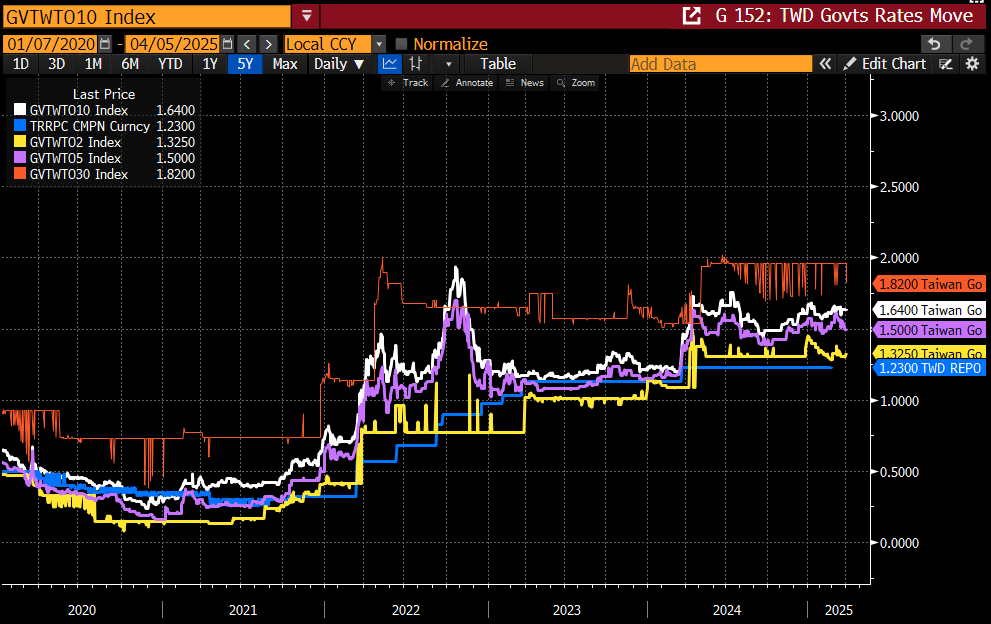 GVTWTO10 Index
G 152: TWD Govts Rates Move
01/07/2020 - 04/05/2025 < > Local CCY Normalize
1D 3D 1M 6M YTD 1Y 5Y Max Daily ▼ Table Add Data « Edit Chart
Track Annotate News Zoom
Last Price
GVTWTO10 Index 1.6400
TRRPC CMPN Curncy 1.2300
GVTWTO2 Index 1.3250
GVTWTO5 Index 1.5000
GVTWTO30 Index 1.8200
3.0000
2.5000
2.0000
1.8200 Taiwan Go
1.6400 Taiwan Go
1.5000 Taiwan Go
1.3250 Taiwan Go
1.2300 TWD REPO
1.0000
0.5000
0.0000
2020 2021 2022 2023 2024 2025